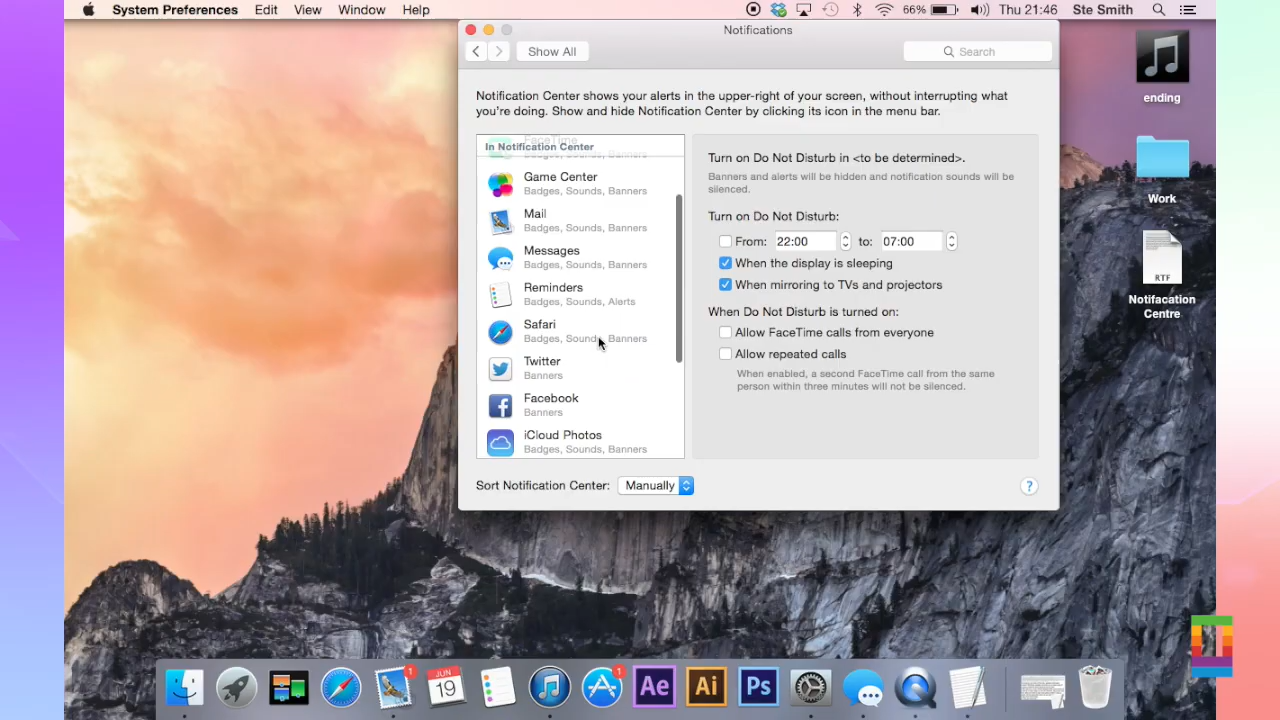 System Preferences Edit View Window Help 66% Thu 21:46 Ste Smith
Notifications
Show All
Search
Notification Center shows your alerts in the upper-right of your screen, without interrupting what
you're doing. Show and hide Notification Center by clicking its icon in the menu bar.
FaceTime
In Notification Center
Badges, Sounds, Banners
Game Center
Badges, Sounds, Banners
Mail
Badges, Sounds, Banners
Messages
Badges, Sounds, Banners
Reminders
Badges, Sounds, Alerts
Safari
Badges, Sounds, Banners
Twitter
Banners
Facebook
Banners
iCloud Photos
Badges, Sounds, Banners
Sort Notification Center: Manually
?
Turn on Do Not Disturb in <to be determined>.
Banners and alerts will be hidden and notification sounds will be
silenced.
Turn on Do Not Disturb:
From: 22:00 to: 07:00
When the display is sleeping
When mirroring to TVs and projectors
When Do Not Disturb is turned on:
Allow FaceTime calls from everyone
Allow repeated calls
When enabled, a second FaceTime call from the same
person within three minutes will not be silenced.
ending
Work
RTF
Notifacation
Centre
1
JUN
19
1
Ae
Ai
Ps